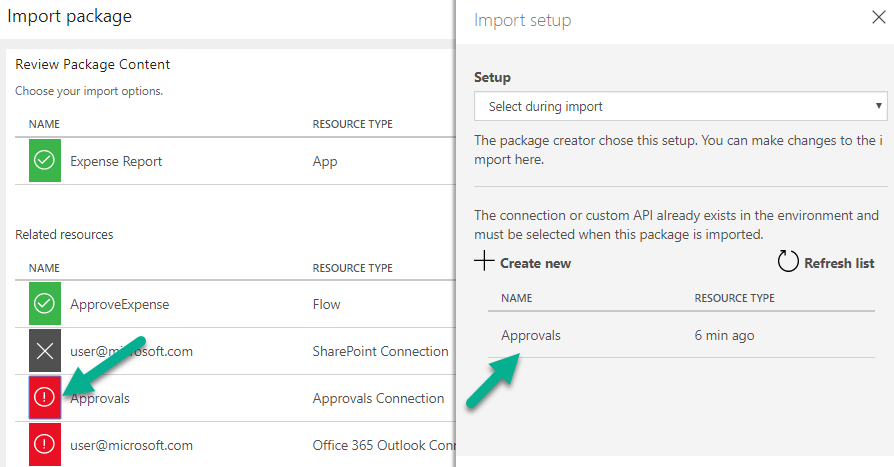 Import package
Review Package Content
Choose your import options.
NAME RESOURCE TYPE
Expense Report App
Related resources
NAME RESOURCE TYPE
ApproveExpense Flow
user@microsoft.com SharePoint Connection
Approvals Approvals Connection
user@microsoft.com Office 365 Outlook Con
Import setup
Setup
Select during import
The package creator chose this setup. You can make changes to the i
mport here.
The connection or custom API already exists in the environment and
must be selected when this package is imported.
Create new Refresh list
NAME RESOURCE TYPE
Approvals 6 min ago